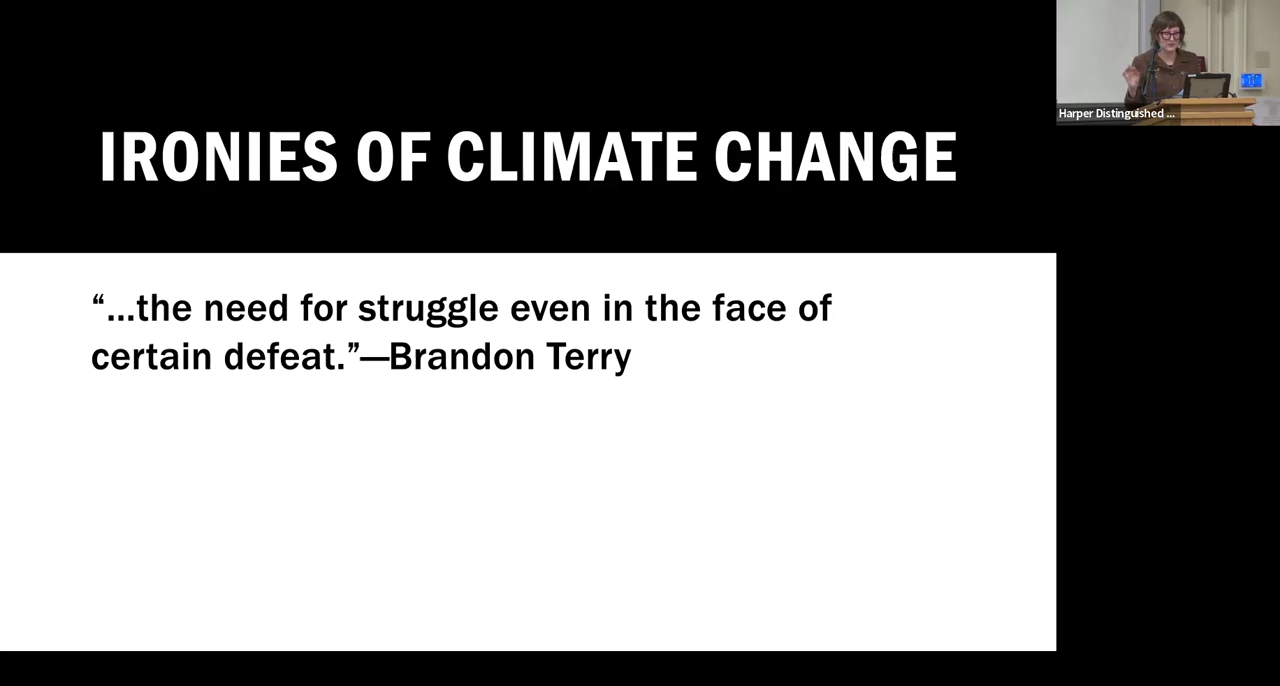 IRONIES OF CLIMATE CHANGE
“...the need for struggle even in the face of
certain defeat.”—Brandon Terry
Harper Distinguished ...